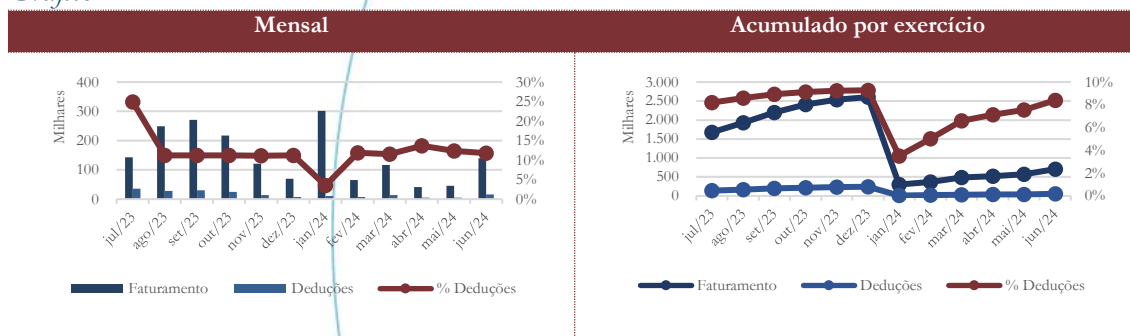 Gráfico
Mensal
Milhares
400
300
200
100
0
30%
25%
20%
15%
10%
5%
0%
jul/23
ago/23
set/23
out/23
nov/23
dez/23
jan/24
fev/24
mar/24
abr/24
mai/24
jun/24
Faturamento
Deduções
% Deduções
Acumulado por exercício
Milhares
3.000
2.500
2.000
1.500
1.000
500
0
10%
8%
6%
4%
2%
0%
jul/23
ago/23
set/23
out/23
nov/23
dez/23
jan/24
fev/24
mar/24
abr/24
mai/24
jun/24
Faturamento
Deduções
% Deduções